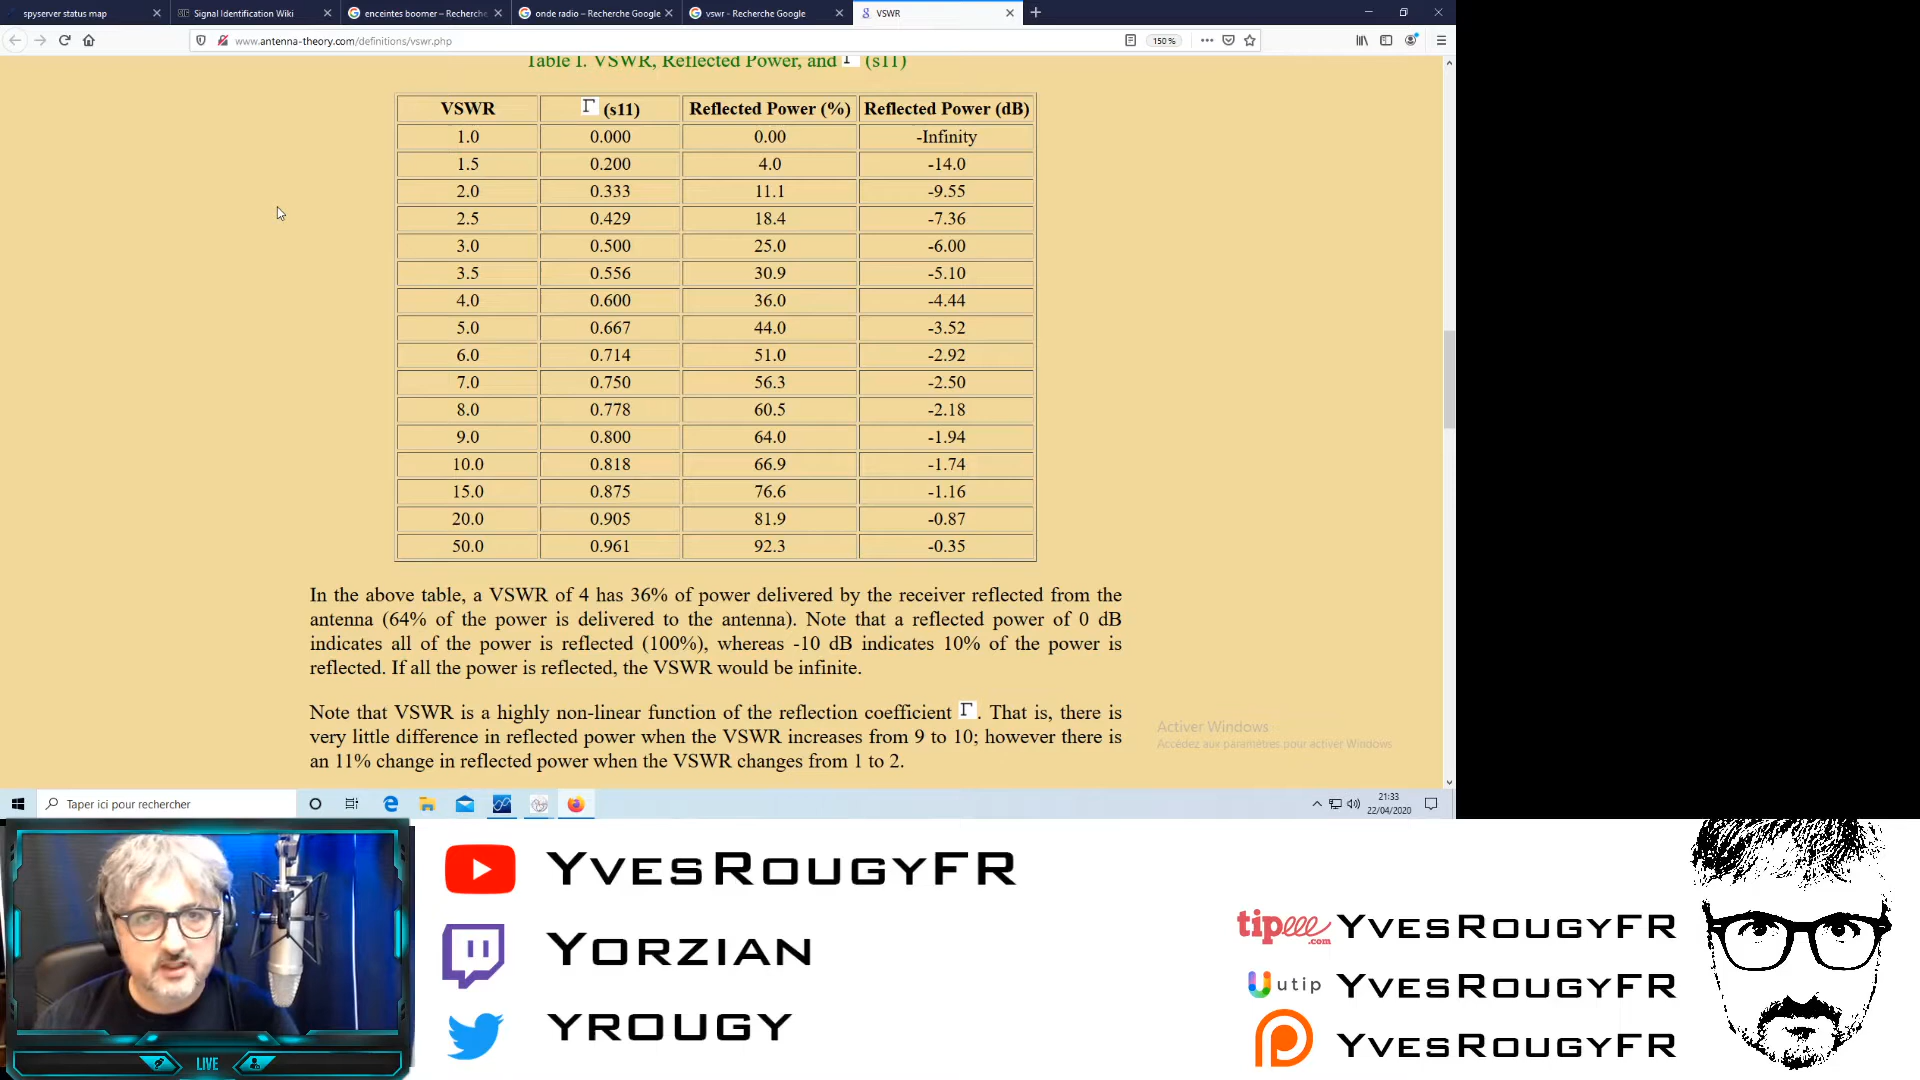 spyserver status map
Signal Identification Wiki
enceintes boomer – Recherche
onde radio – Recherche Google
vswr - Recherche Google
VSWR
www.antenna-theory.com/definitions/vswr.php
150 %
Table I. VSWR, Reflected Power, and Γ (s11)
VSWR Γ (s11) Reflected Power (%) Reflected Power (dB)
1.0 0.000 0.00 -Infinity
1.5 0.200 4.0 -14.0
2.0 0.333 11.1 -9.55
2.5 0.429 18.4 -7.36
3.0 0.500 25.0 -6.00
3.5 0.556 30.9 -5.10
4.0 0.600 36.0 -4.44
5.0 0.667 44.0 -3.52
6.0 0.714 51.0 -2.92
7.0 0.750 56.3 -2.50
8.0 0.778 60.5 -2.18
9.0 0.800 64.0 -1.94
10.0 0.818 66.9 -1.74
15.0 0.875 76.6 -1.16
20.0 0.905 81.9 -0.87
50.0 0.961 92.3 -0.35
In the above table, a VSWR of 4 has 36% of power delivered by the receiver reflected from the
antenna (64% of the power is delivered to the antenna). Note that a reflected power of 0 dB
indicates all of the power is reflected (100%), whereas -10 dB indicates 10% of the power is
reflected. If all the power is reflected, the VSWR would be infinite.
Note that VSWR is a highly non-linear function of the reflection coefficient Γ. That is, there is
very little difference in reflected power when the VSWR increases from 9 to 10; however there is
an 11% change in reflected power when the VSWR changes from 1 to 2.
Activer Windows
Accédez aux paramètres pour activer Windows
Taper ici pour rechercher
21:33
22/04/2020
LIVE
YvesRougyFR
Yorzian
YROUGY
tipeee.com YvesRougyFR
utip YvesRougyFR
YvesRougyFR